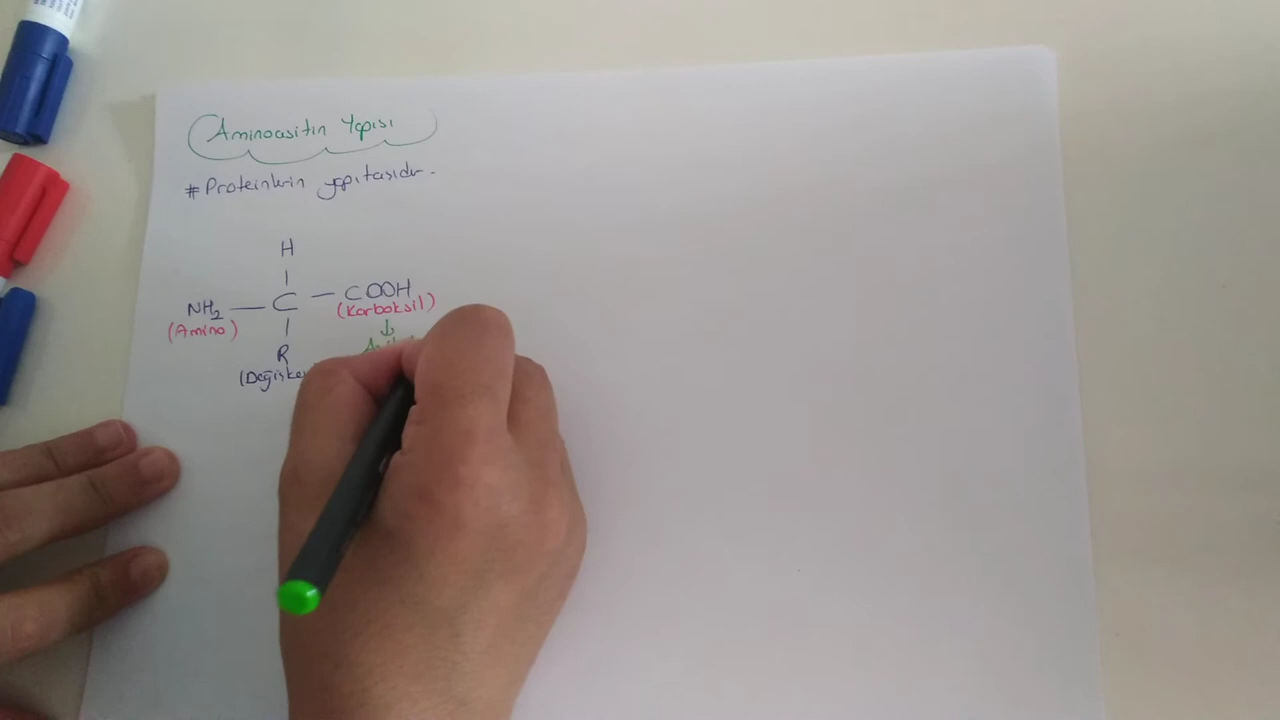 Aminoasitin Yapısı
#Proteinlerin yapıtaşıdır.
H
NH2 — C — COOH
(Amino) (Karboksil)
R